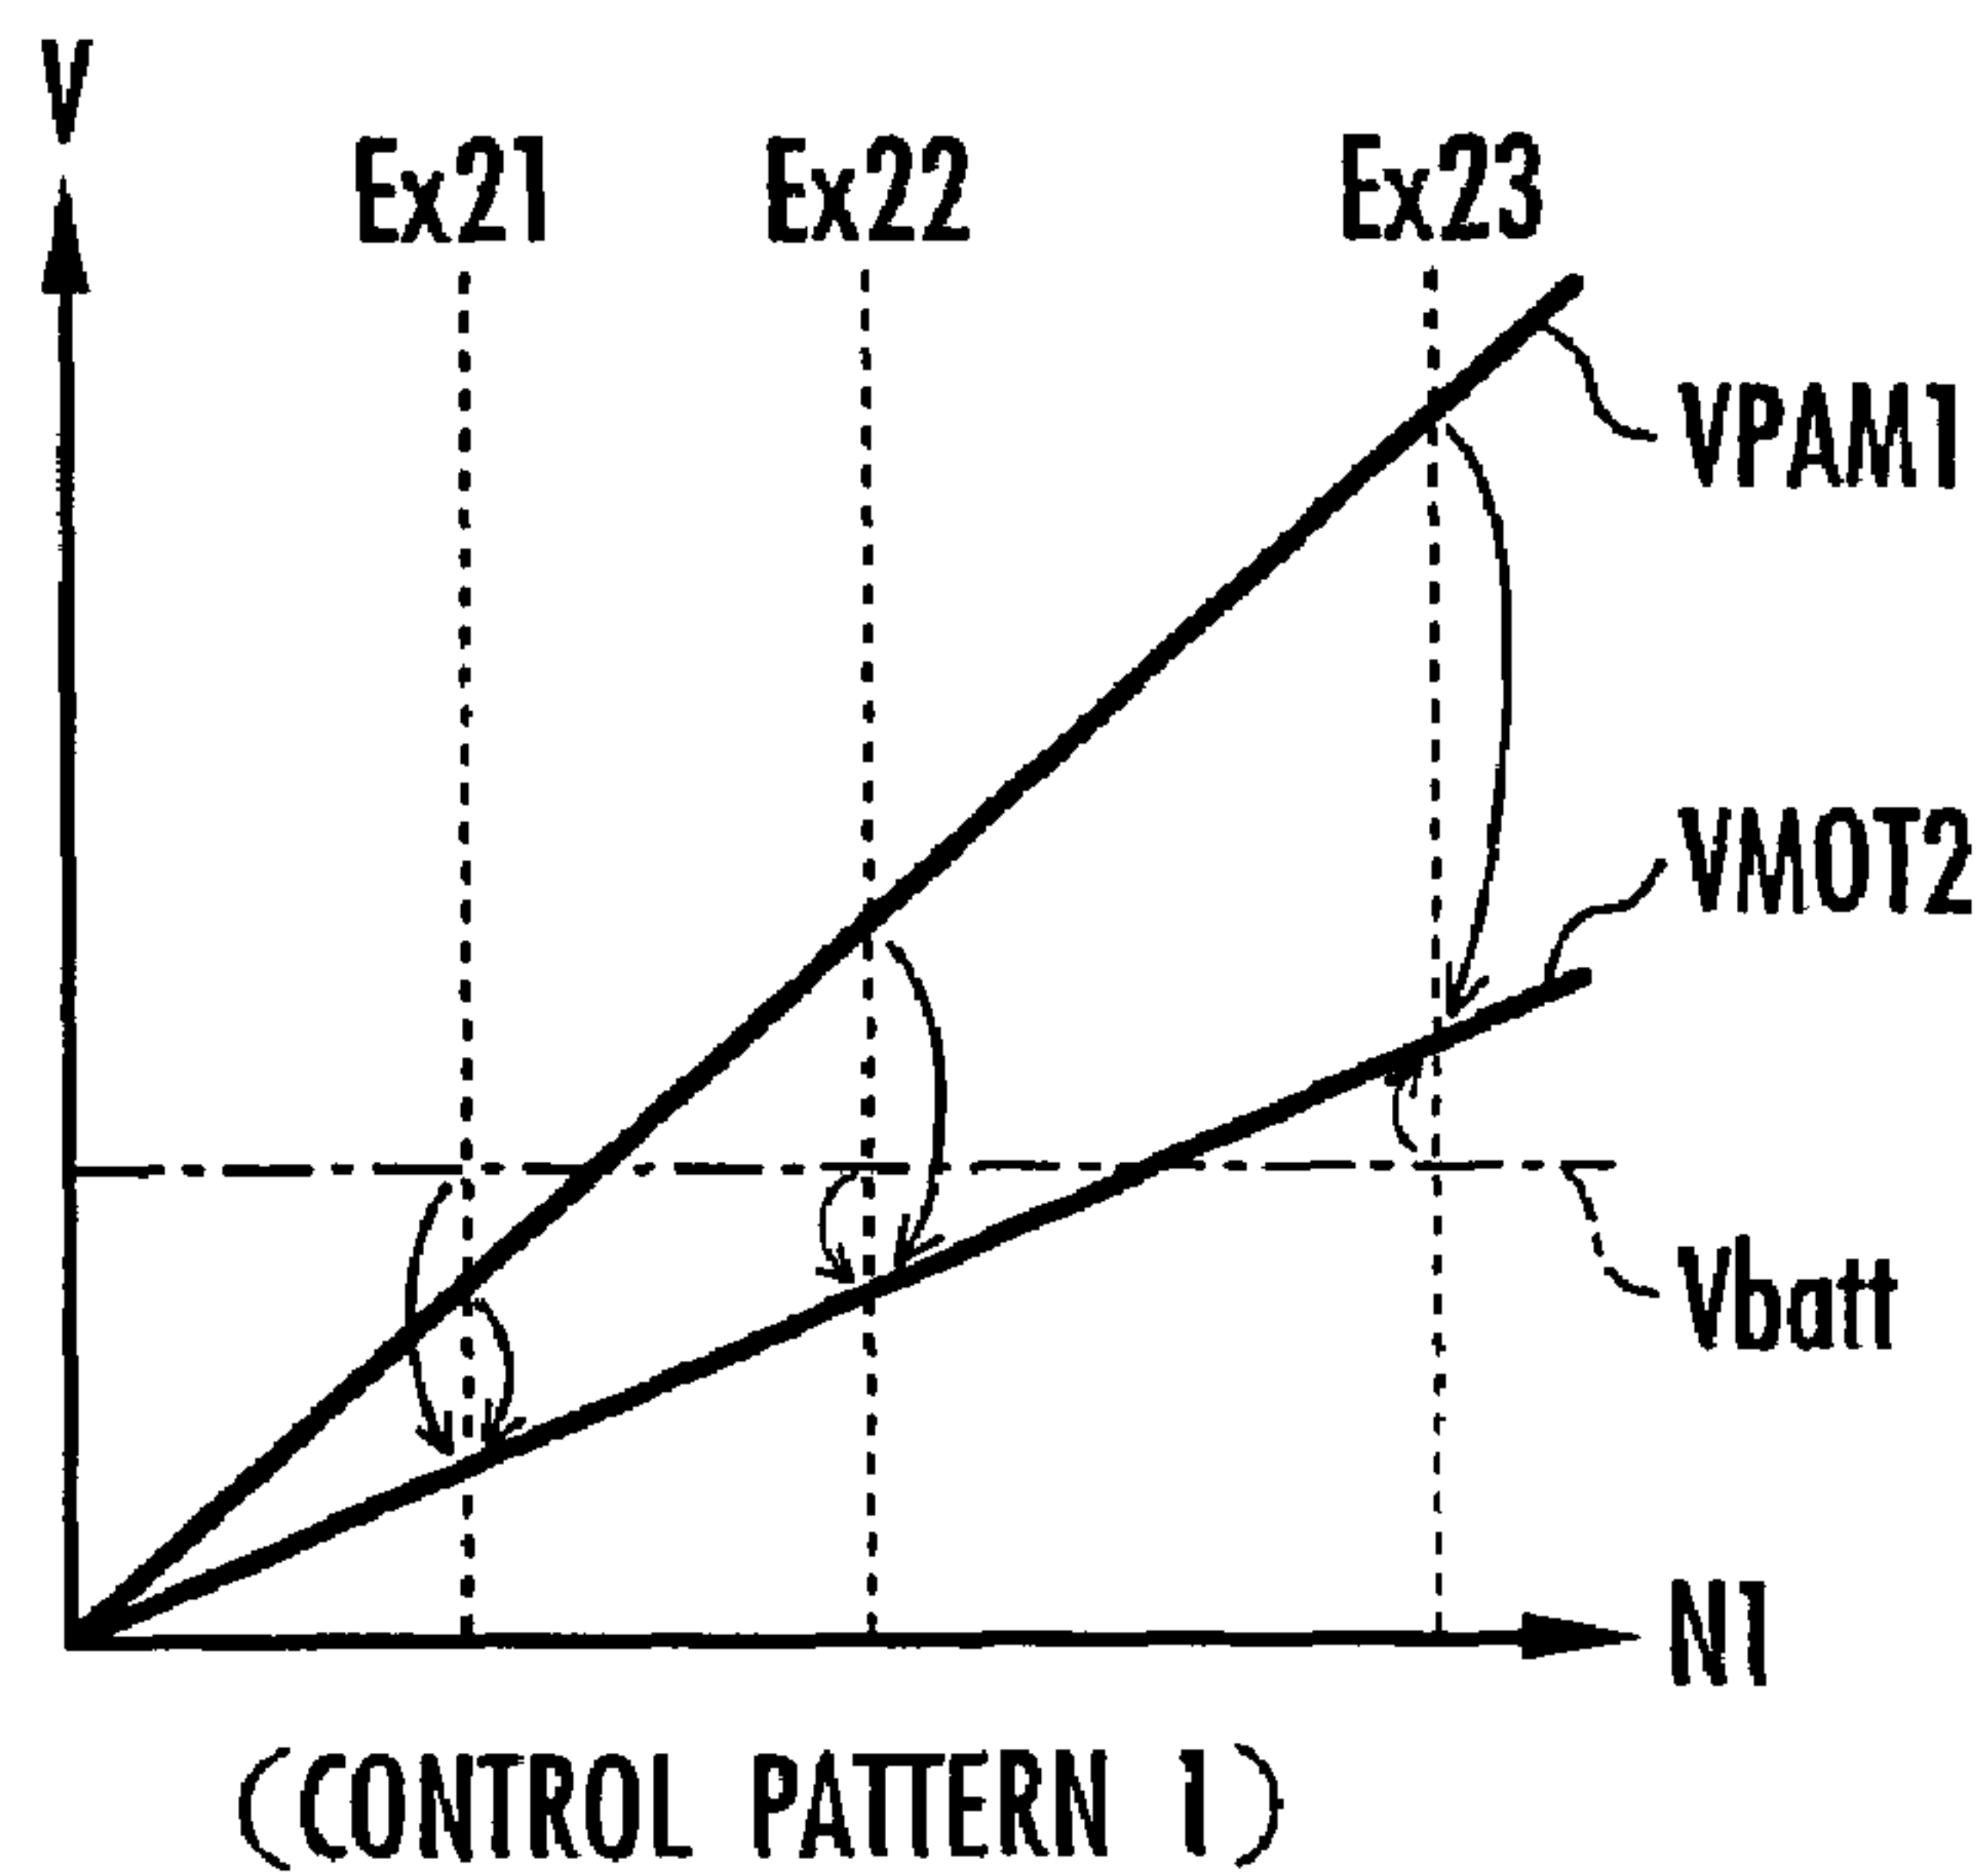 V
Ex21 Ex22 Ex23
VPAM1
VMOT2
Vbatt
N1
(CONTROL PATTERN 1)